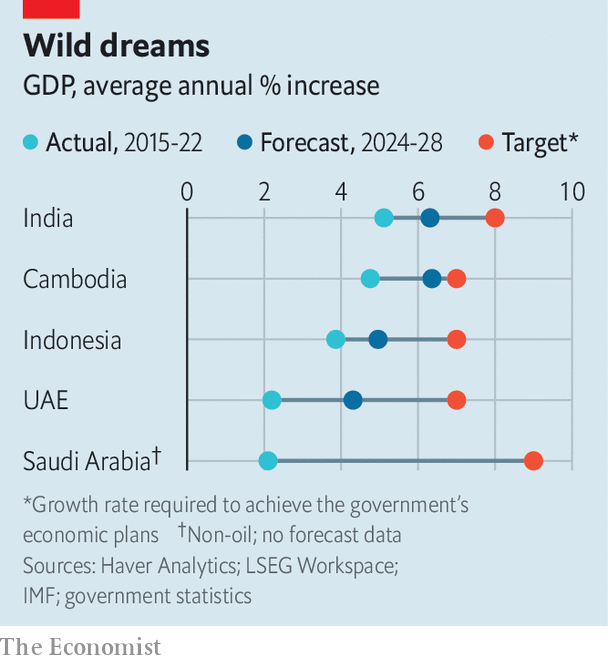 Wild dreams
GDP, average annual % increase
Actual, 2015-22 Forecast, 2024-28 Target*
0 2 4 6 8 10
India
Cambodia
Indonesia
UAE
Saudi Arabia†
*Growth rate required to achieve the government’s
economic plans †Non-oil; no forecast data
Sources: Haver Analytics; LSEG Workspace;
IMF; government statistics
The Economist